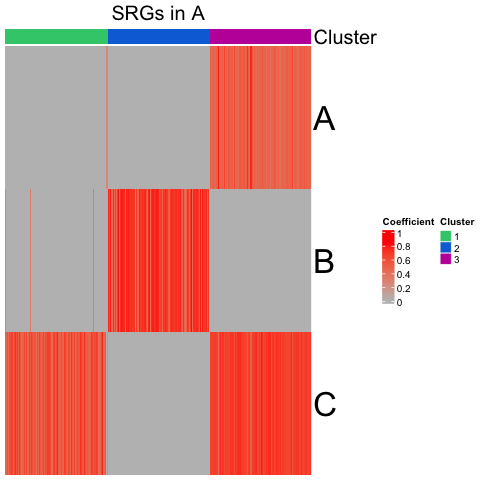 SRGs in A
Cluster
A
B
C
Coefficient
1
0.8
0.6
0.4
0.2
0
Cluster
1
2
3